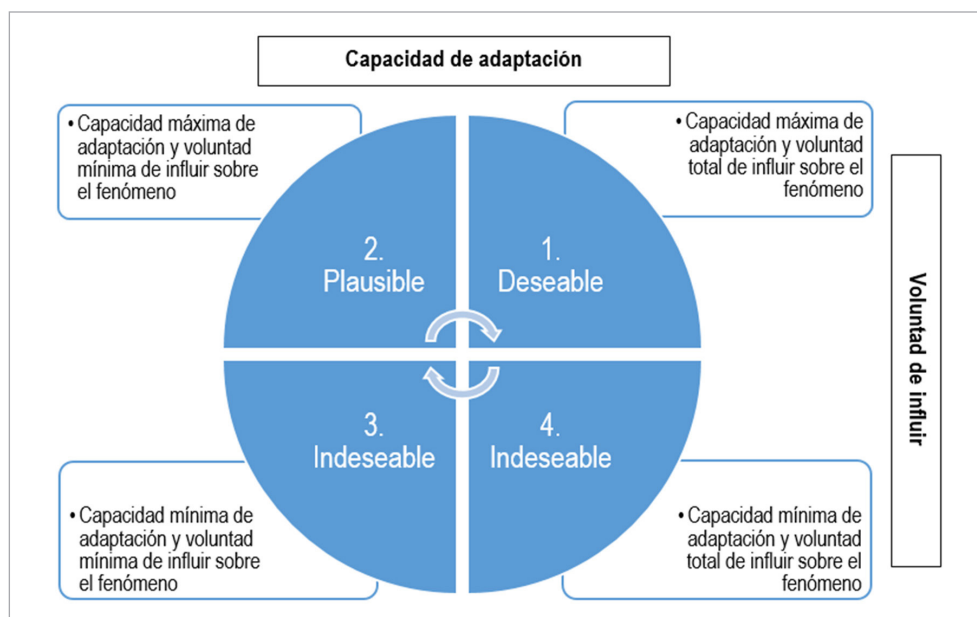 Capacidad de adaptación
• Capacidad máxima de
adaptación y voluntad
mínima de influir sobre
el fenómeno
• Capacidad máxima de
adaptación y voluntad
total de influir sobre el
fenómeno
2.
Plausible
1.
Deseable
Voluntad de influir
3.
Indeseable
4.
Indeseable
• Capacidad mínima de
adaptación y voluntad
mínima de influir sobre
el fenómeno
• Capacidad mínima de
adaptación y voluntad
total de influir sobre el
fenómeno